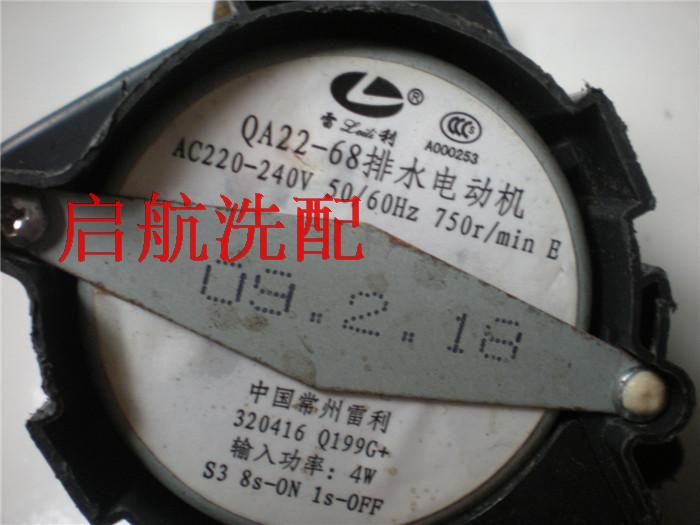 雷 Leili 利 ®
CCC S
A000253
QA22-68排水电动机
AC220-240V 50/60Hz 750r/min E
启航洗配
09.2.18
中国常州雷利
320416 Q199G+
输入功率: 4W
S3 8s-ON 1s-OFF